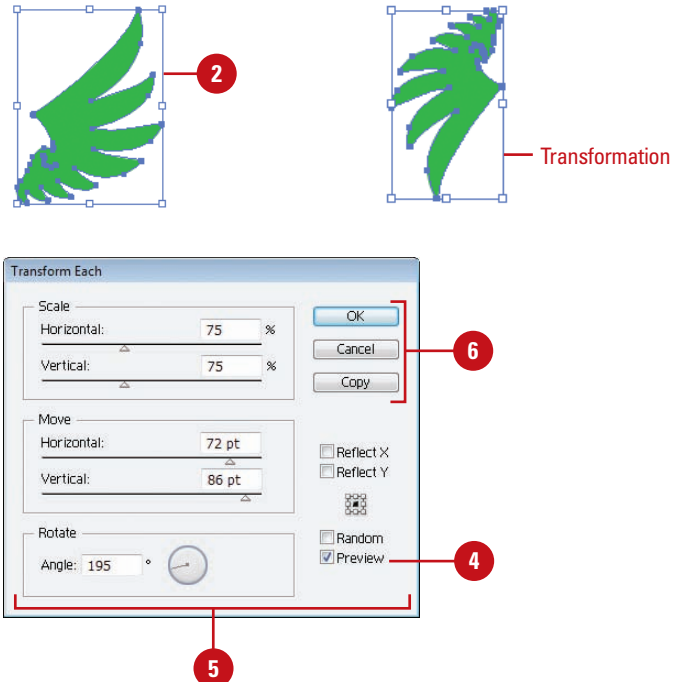 2
Transformation
Transform Each
Scale
Horizontal: 75 %
Vertical: 75 %
OK
Cancel
Copy
6
Move
Horizontal: 72 pt
Vertical: 86 pt
Reflect X
Reflect Y
Rotate
Angle: 195 °
Random
Preview
4
5